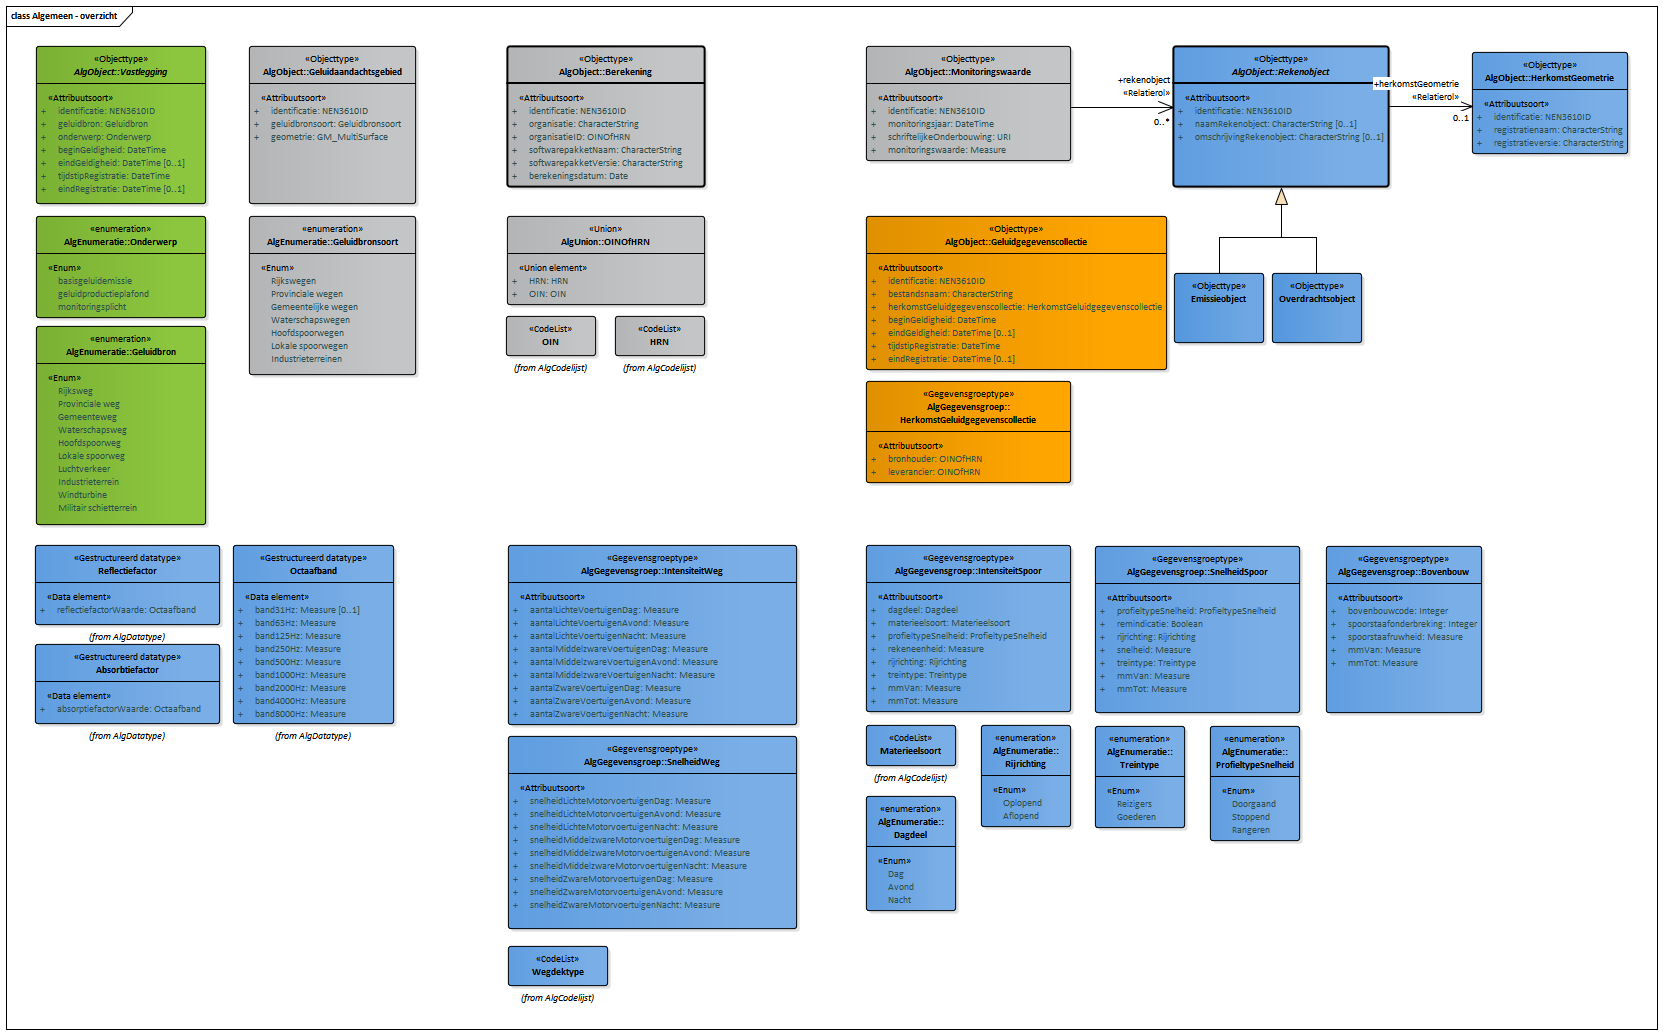 class Algemeen - overzicht
«Objecttype»
AlgObject::Vastlegging
«Attribuutsoort»
+ identificatie: NEN3610ID
+ geluidbron: Geluidbron
+ onderwerp: Onderwerp
+ beginGeldigheid: DateTime
+ eindGeldigheid: DateTime [0..1]
+ tijdstipRegistratie: DateTime
+ eindRegistratie: DateTime [0..1]
«Objecttype»
AlgObject::Geluidaandachtsgebied
«Attribuutsoort»
+ identificatie: NEN3610ID
+ geluidbronsoort: Geluidbronsoort
+ geometrie: GM_MultiSurface
«Objecttype»
AlgObject::Berekening
«Attribuutsoort»
+ identificatie: NEN3610ID
+ organisatie: CharacterString
+ organisatieID: OINOfHRN
+ softwarepakketNaam: CharacterString
+ softwarepakketVersie: CharacterString
+ berekeningsdatum: Date
«Objecttype»
AlgObject::Monitoringswaarde
«Attribuutsoort»
+ identificatie: NEN3610ID
+ monitoringsjaar: DateTime
+ schriftelijkeOnderbouwing: URI
+ monitoringswaarde: Measure
+rekenobject
«Relatierol»
0..*
«Objecttype»
AlgObject::Rekenobject
«Attribuutsoort»
+ identificatie: NEN3610ID
+ naamRekenobject: CharacterString [0..1]
+ omschrijvingRekenobject: CharacterString [0..1]
+herkomstGeometrie
«Relatierol»
0..1
«Objecttype»
AlgObject::HerkomstGeometrie
«Attribuutsoort»
+ identificatie: NEN3610ID
+ registratienaam: CharacterString
+ registratieversie: CharacterString
«enumeration»
AlgEnumeratie::Onderwerp
«Enum»
basisgeluidemissie
geluidproductieplafond
monitoringsplicht
«enumeration»
AlgEnumeratie::Geluidbronsoort
«Enum»
Rijkswegen
Provinciale wegen
Gemeentelijke wegen
Waterschapswegen
Hoofdspoorwegen
Lokale spoorwegen
Industrieterreinen
«Union»
AlgUnion::OINOfHRN
«Union element»
+ HRN: HRN
+ OIN: OIN
«CodeList»
OIN
(from AlgCodelijst)
«CodeList»
HRN
(from AlgCodelijst)
«Objecttype»
AlgObject::Geluidgegevenscollectie
«Attribuutsoort»
+ identificatie: NEN3610ID
+ bestandsnaam: CharacterString
+ herkomstGeluidgegevenscollectie: HerkomstGeluidgegevenscollectie
+ beginGeldigheid: DateTime
+ eindGeldigheid: DateTime [0..1]
+ tijdstipRegistratie: DateTime
+ eindRegistratie: DateTime [0..1]
«Objecttype»
Emissieobject
«Objecttype»
Overdrachtsobject
«enumeration»
AlgEnumeratie::Geluidbron
«Enum»
Rijksweg
Provinciale weg
Gemeenteweg
Waterschapsweg
Hoofdspoorweg
Lokale spoorweg
Luchtverkeer
Industrieterrein
Windturbine
Militair schietterrein
«Gegevensgroeptype»
AlgGegevensgroep::
HerkomstGeluidgegevenscollectie
«Attribuutsoort»
+ bronhouder: OINOfHRN
+ leverancier: OINOfHRN
«Gestructureerd datatype»
Reflectiefactor
«Data element»
+ reflectiefactorWaarde: Octaafband
(from AlgDatatype)
«Gestructureerd datatype»
Absorbtiefactor
«Data element»
+ absorptiefactorWaarde: Octaafband
(from AlgDatatype)
«Gestructureerd datatype»
Octaafband
«Data element»
+ band31Hz: Measure [0..1]
+ band63Hz: Measure
+ band125Hz: Measure
+ band250Hz: Measure
+ band500Hz: Measure
+ band1000Hz: Measure
+ band2000Hz: Measure
+ band4000Hz: Measure
+ band8000Hz: Measure
(from AlgDatatype)
«Gegevensgroeptype»
AlgGegevensgroep::IntensiteitWeg
«Attribuutsoort»
+ aantalLichteVoertuigenDag: Measure
+ aantalLichteVoertuigenAvond: Measure
+ aantalLichteVoertuigenNacht: Measure
+ aantalMiddelzwareVoertuigenDag: Measure
+ aantalMiddelzwareVoertuigenAvond: Measure
+ aantalMiddelzwareVoertuigenNacht: Measure
+ aantalZwareVoertuigenDag: Measure
+ aantalZwareVoertuigenAvond: Measure
+ aantalZwareVoertuigenNacht: Measure
«Gegevensgroeptype»
AlgGegevensgroep::SnelheidWeg
«Attribuutsoort»
+ snelheidLichteMotorvoertuigenDag: Measure
+ snelheidLichteMotorvoertuigenAvond: Measure
+ snelheidLichteMotorvoertuigenNacht: Measure
+ snelheidMiddelzwareMotorvoertuigenDag: Measure
+ snelheidMiddelzwareMotorvoertuigenAvond: Measure
+ snelheidMiddelzwareMotorvoertuigenNacht: Measure
+ snelheidZwareMotorvoertuigenDag: Measure
+ snelheidZwareMotorvoertuigenAvond: Measure
+ snelheidZwareMotorvoertuigenNacht: Measure
«CodeList»
Wegdektype
(from AlgCodelijst)
«Gegevensgroeptype»
AlgGegevensgroep::IntensiteitSpoor
«Attribuutsoort»
+ dagdeel: Dagdeel
+ materieelsoort: Materieelsoort
+ profieltypeSnelheid: ProfieltypeSnelheid
+ rekeneenheid: Measure
+ rijrichting: Rijrichting
+ treintype: Treintype
+ mmVan: Measure
+ mmTot: Measure
«Gegevensgroeptype»
AlgGegevensgroep::SnelheidSpoor
«Attribuutsoort»
+ profieltypeSnelheid: ProfieltypeSnelheid
+ remindicatie: Boolean
+ rijrichting: Rijrichting
+ snelheid: Measure
+ treintype: Treintype
+ mmVan: Measure
+ mmTot: Measure
«Gegevensgroeptype»
AlgGegevensgroep::Bovenbouw
«Attribuutsoort»
+ bovenbouwcode: Integer
+ spoorstaafonderbreking: Integer
+ spoorstaafruwheid: Measure
+ mmVan: Measure
+ mmTot: Measure
«CodeList»
Materieelsoort
(from AlgCodelijst)
«enumeration»
AlgEnumeratie::
Rijrichting
«Enum»
Oplopend
Aflopend
«enumeration»
AlgEnumeratie::
Treintype
«Enum»
Reizigers
Goederen
«enumeration»
AlgEnumeratie::
ProfieltypeSnelheid
«Enum»
Doorgaand
Stoppend
Rangeren
«enumeration»
AlgEnumeratie::
Dagdeel
«Enum»
Dag
Avond
Nacht